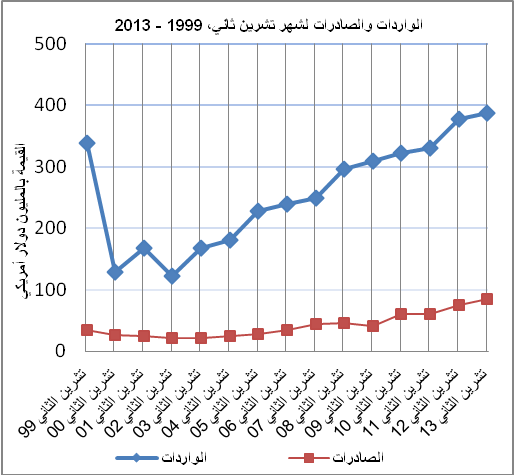 الواردات والصادرات لشهر تشرين ثاني، 1999 - 2013
القيمة بالمليون دولار أمريكي
500
400
300
200
100
0
تشرين الثاني 99
تشرين الثاني 00
تشرين الثاني 01
تشرين الثاني 02
تشرين الثاني 03
تشرين الثاني 04
تشرين الثاني 05
تشرين الثاني 06
تشرين الثاني 07
تشرين الثاني 08
تشرين الثاني 09
تشرين الثاني 10
تشرين الثاني 11
تشرين الثاني 12
تشرين الثاني 13
الواردات
الصادرات